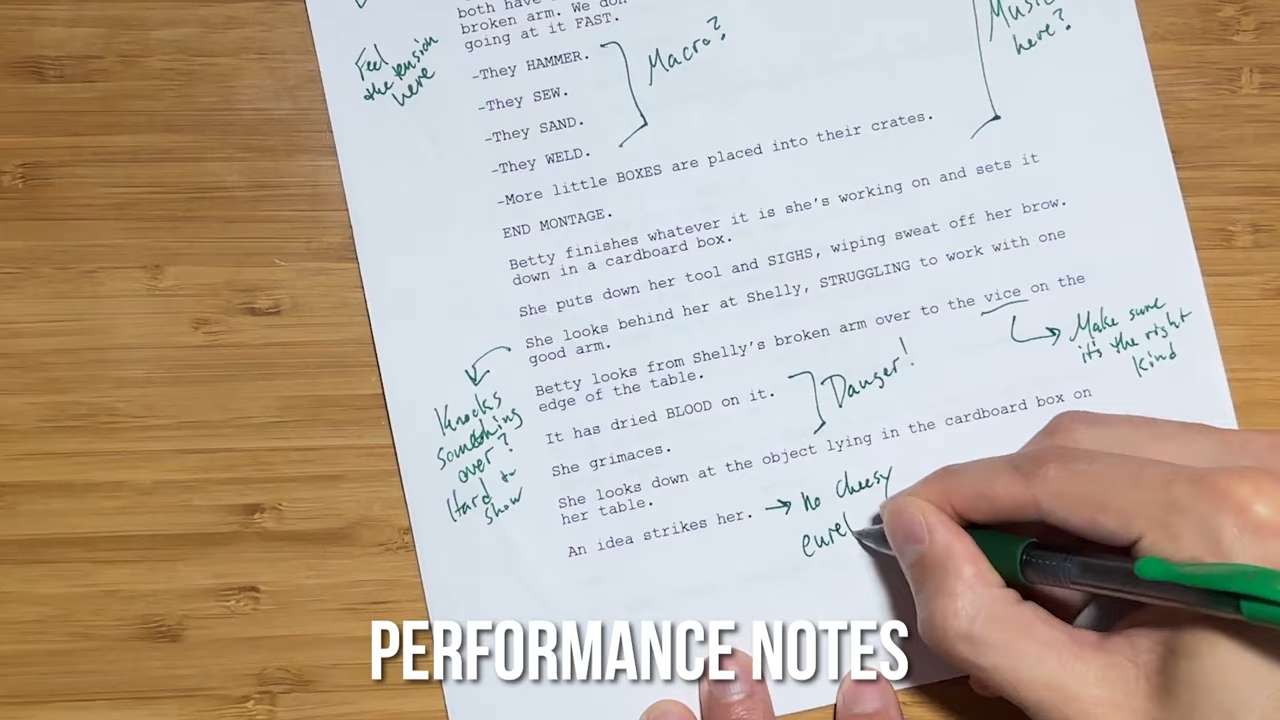 both have
broken arm. We don
going at it FAST.
Feel
the tension
here
-They HAMMER.
-They SEW.
-They SAND.
-They WELD.
Macro?
Music
here?
-More little BOXES are placed into their crates.
END MONTAGE.
Betty finishes whatever it is she's working on and sets it
down in a cardboard box.
She puts down her tool and SIGHS, wiping sweat off her brow.
She looks behind her at Shelly, STRUGGLING to work with one
good arm.
Knocks
something
over?
Hard to
show
Betty looks from Shelly's broken arm over to the vice on the
edge of the table.
Make sure
it's the right
kind
It has dried BLOOD on it.
Danger!
She grimaces.
She looks down at the object lying in the cardboard box on
her table.
An idea strikes her.
No cheesy
eurek
PERFORMANCE NOTES